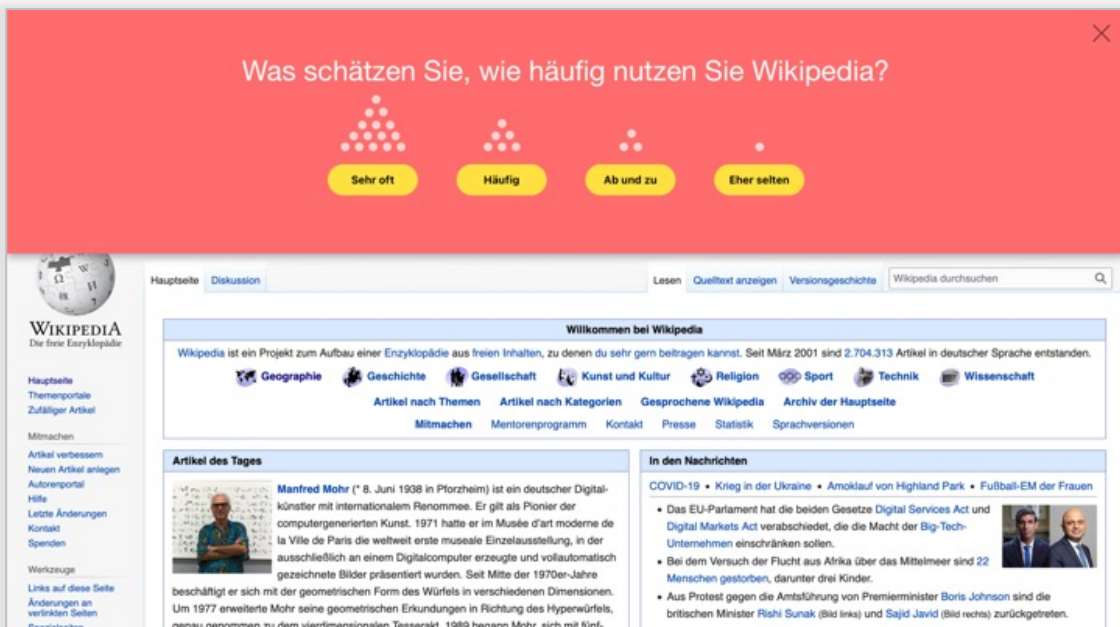 Was schätzen Sie, wie häufig nutzen Sie Wikipedia?
Sehr oft
Häufig
Ab und zu
Eher selten
WIKIPEDIA
Die freie Enzyklopädie
Hauptseite
Themenportale
Zufälliger Artikel
Mitmachen
Artikel verbessern
Neuen Artikel anlegen
Autorenportal
Hilfe
Letzte Änderungen
Kontakt
Spenden
Werkzeuge
Links auf diese Seite
Änderungen an
verlinkten Seiten
Spezialseiten
Hauptseite Diskussion
Lesen Quelltext anzeigen Versionsgeschichte Wikipedia durchsuchen
Willkommen bei Wikipedia
Wikipedia ist ein Projekt zum Aufbau einer Enzyklopädie aus freien Inhalten, zu denen du sehr gern beitragen kannst. Seit März 2001 sind 2.704.313 Artikel in deutscher Sprache entstanden.
Geographie Geschichte Gesellschaft Kunst und Kultur Religion Sport Technik Wissenschaft
Artikel nach Themen Artikel nach Kategorien Gesprochene Wikipedia Archiv der Hauptseite
Mitmachen Mentorenprogramm Kontakt Presse Statistik Sprachversionen
Artikel des Tages
Manfred Mohr (* 8. Juni 1938 in Pforzheim) ist ein deutscher Digital-
künstler mit internationalem Renommee. Er gilt als Pionier der
computergenerierten Kunst. 1971 hatte er im Musée d'art moderne de
la Ville de Paris die weltweit erste museale Einzelausstellung, in der
ausschließlich an einem Digitalcomputer erzeugte und vollautomatisch
gezeichnete Bilder präsentiert wurden. Seit Mitte der 1970er-Jahre
beschäftigt er sich mit der geometrischen Form des Würfels in verschiedenen Dimensionen.
Um 1977 erweiterte Mohr seine geometrischen Erkundungen in Richtung des Hyperwürfels,
genau genommen zu dem vierdimensionalen Tesserakt. 1989 begann Mohr, sich mit fünf-
In den Nachrichten
COVID-19 • Krieg in der Ukraine • Amoklauf von Highland Park • Fußball-EM der Frauen
• Das EU-Parlament hat die beiden Gesetze Digital Services Act und
Digital Markets Act verabschiedet, die die Macht der Big-Tech-
Unternehmen einschränken sollen.
• Bei dem Versuch der Flucht aus Afrika über das Mittelmeer sind 22
Menschen gestorben, darunter drei Kinder.
• Aus Protest gegen die Amtsführung von Premierminister Boris Johnson sind die
britischen Minister Rishi Sunak (Bild links) und Sajid Javid (Bild rechts) zurückgetreten.